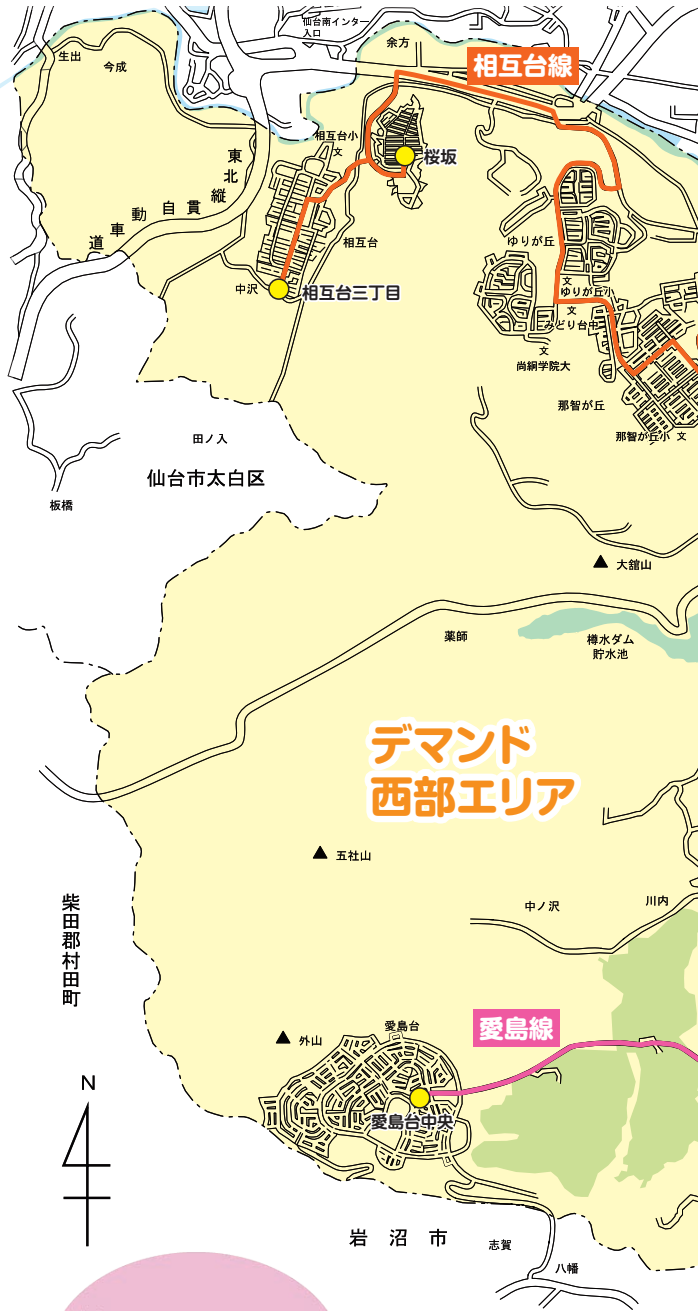 仙台南インター
入口
生出
今成
余方
相互台線
相互台小
文
桜坂
東北縦貫自動車道
相互台
ゆりが丘
中沢
相互台三丁目
文
ゆりが丘小
文
みどり台中
文
尚絅学院大
那智が丘
那智が丘小 文
田ノ入
仙台市太白区
板橋
大舘山
薬師
樽水ダム
貯水池
デマンド
西部エリア
五社山
中ノ沢
川内
柴田郡村田町
愛島線
愛島台
外山
N
愛島台中央
岩沼市
志賀
八幡